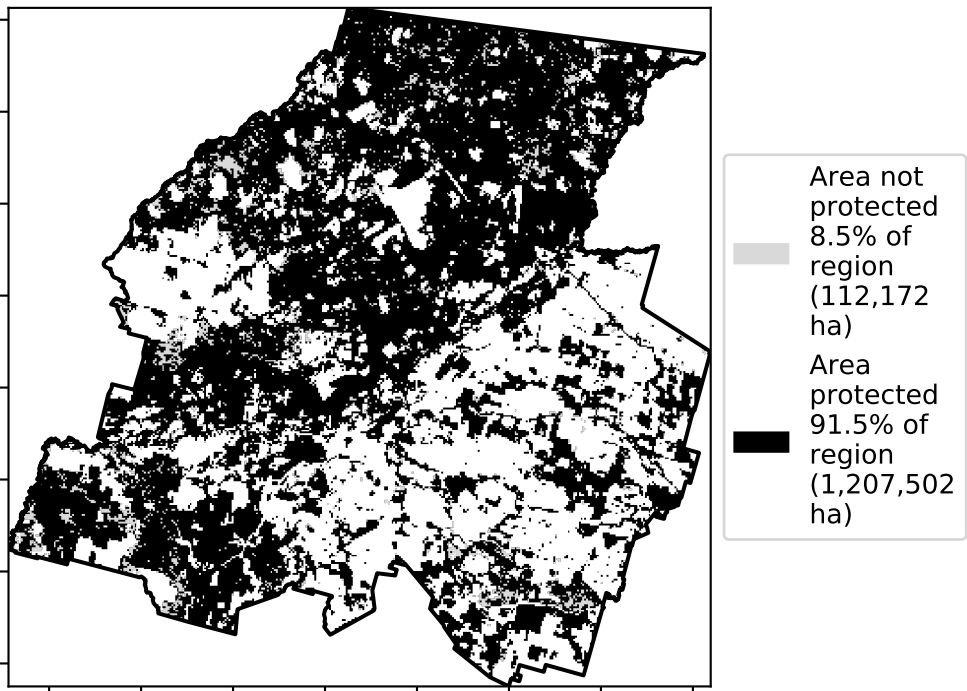 Area not
protected
8.5% of
region
(112,172
ha)
Area
protected
91.5% of
region
(1,207,502
ha)